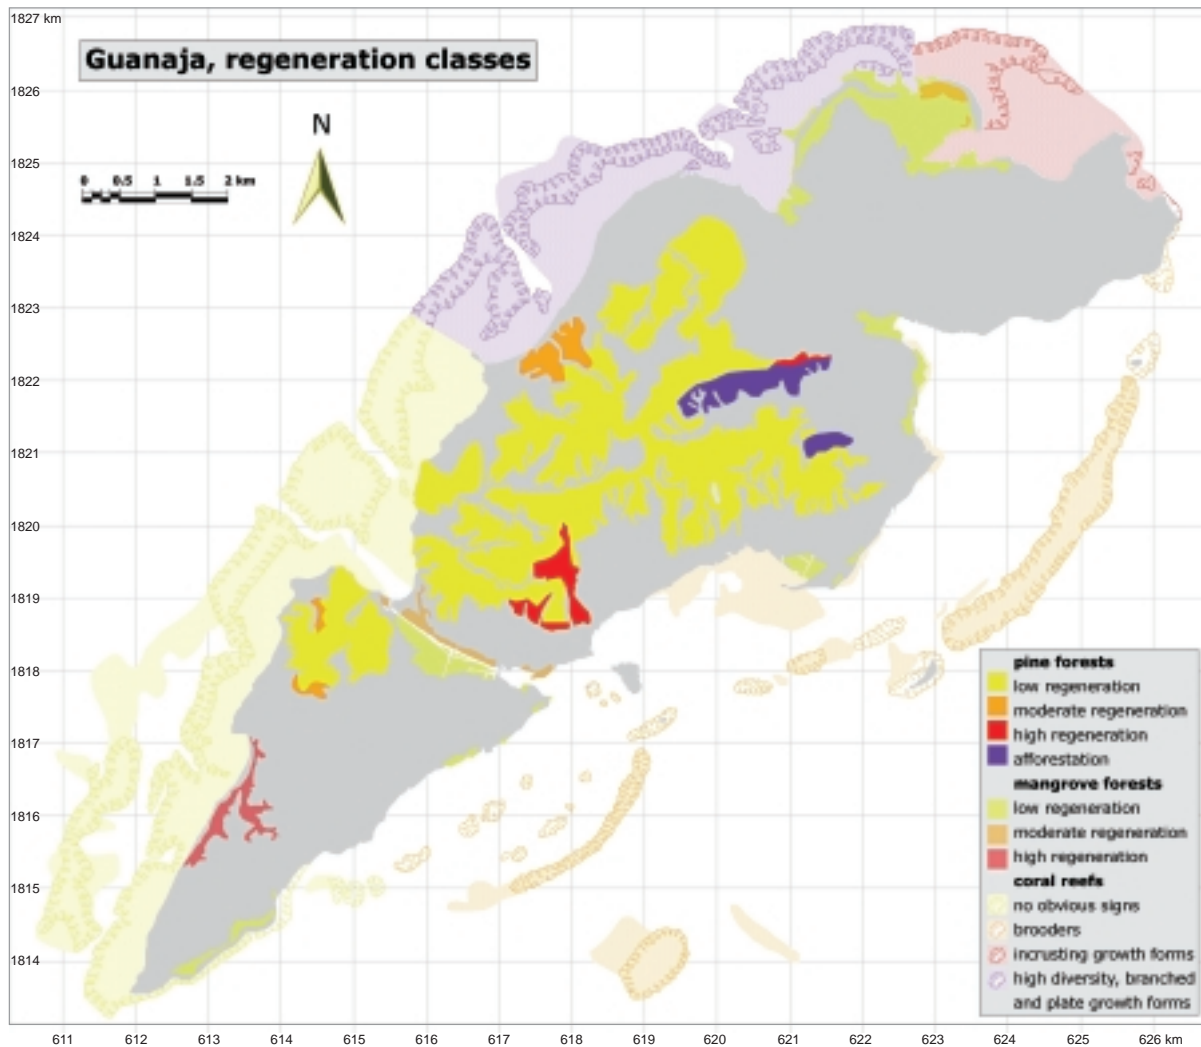 1827 km
Guanaja, regeneration classes
1826
N
1825
0 0.5 1 1.5 2 km
1824
1823
1822
1821
1820
1819
1818
1817
1816
1815
1814
pine forests
low regeneration
moderate regeneration
high regeneration
afforestation
mangrove forests
low regeneration
moderate regeneration
high regeneration
coral reefs
no obvious signs
brooders
incrusting growth forms
high diversity, branched
and plate growth forms
611 612 613 614 615 616 617 618 619 620 621 622 623 624 625 626 km